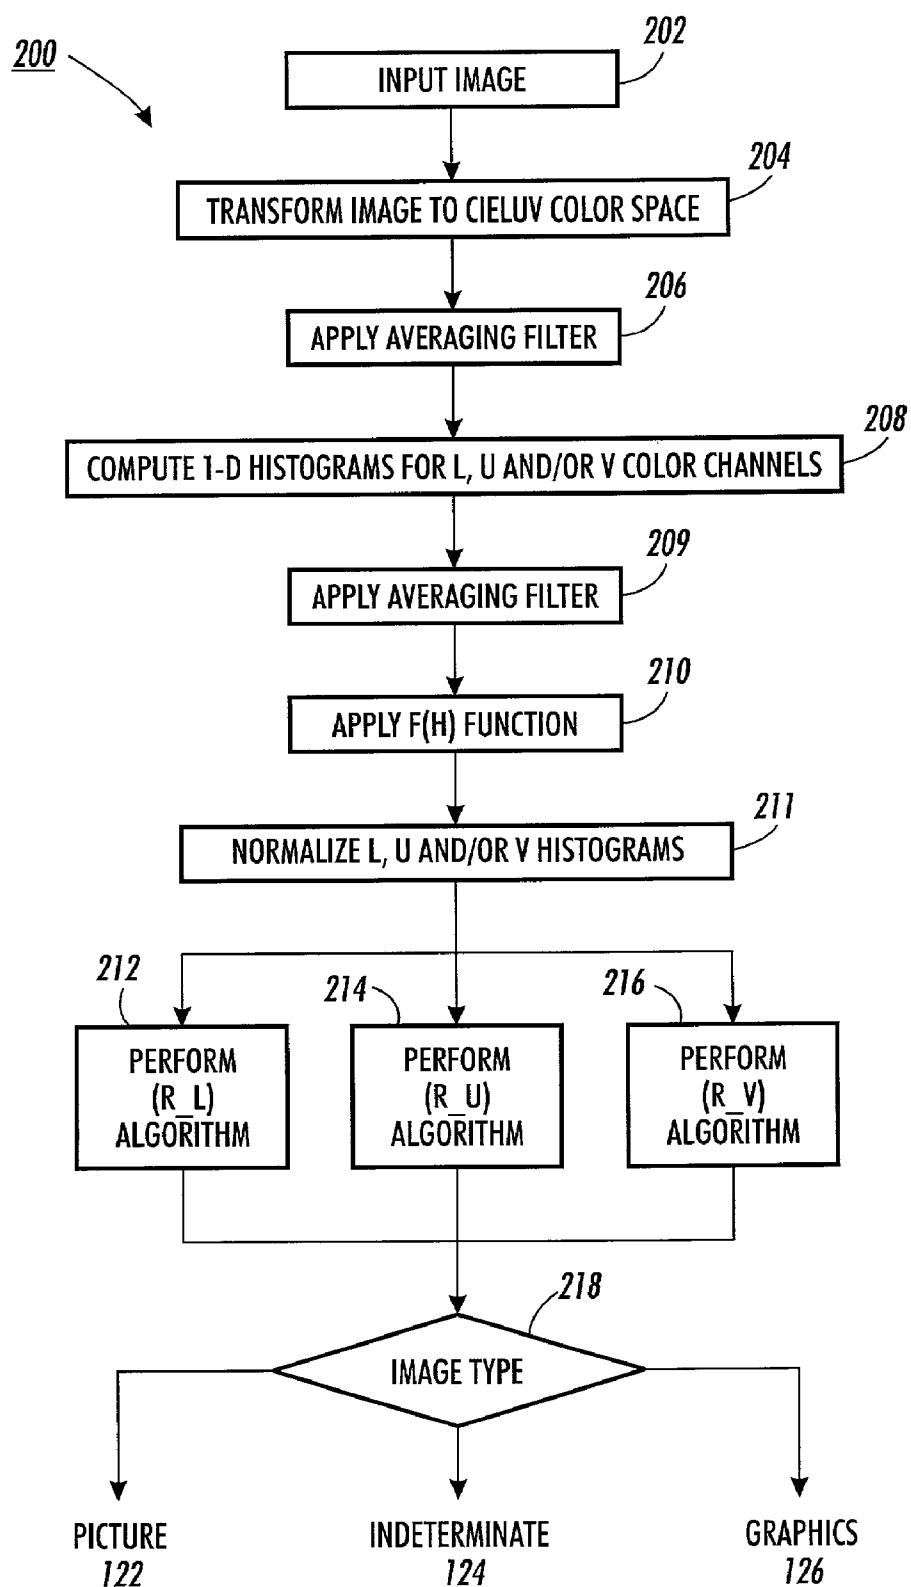 200
202
INPUT IMAGE
204
TRANSFORM IMAGE TO CIELUV COLOR SPACE
206
APPLY AVERAGING FILTER
208
COMPUTE 1-D HISTOGRAMS FOR L, U AND/OR V COLOR CHANNELS
209
APPLY AVERAGING FILTER
210
APPLY F(H) FUNCTION
211
NORMALIZE L, U AND/OR V HISTOGRAMS
212
PERFORM
(R_L)
ALGORITHM
214
PERFORM
(R_U)
ALGORITHM
216
PERFORM
(R_V)
ALGORITHM
218
IMAGE TYPE
PICTURE
122
INDETERMINATE
124
GRAPHICS
126